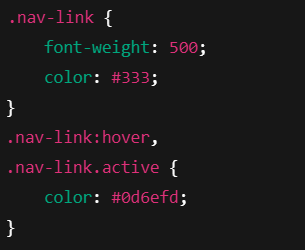 .nav-link {
    font-weight: 500;
    color: #333;
}
.nav-link:hover,
.nav-link.active {
    color: #0d6efd;
}